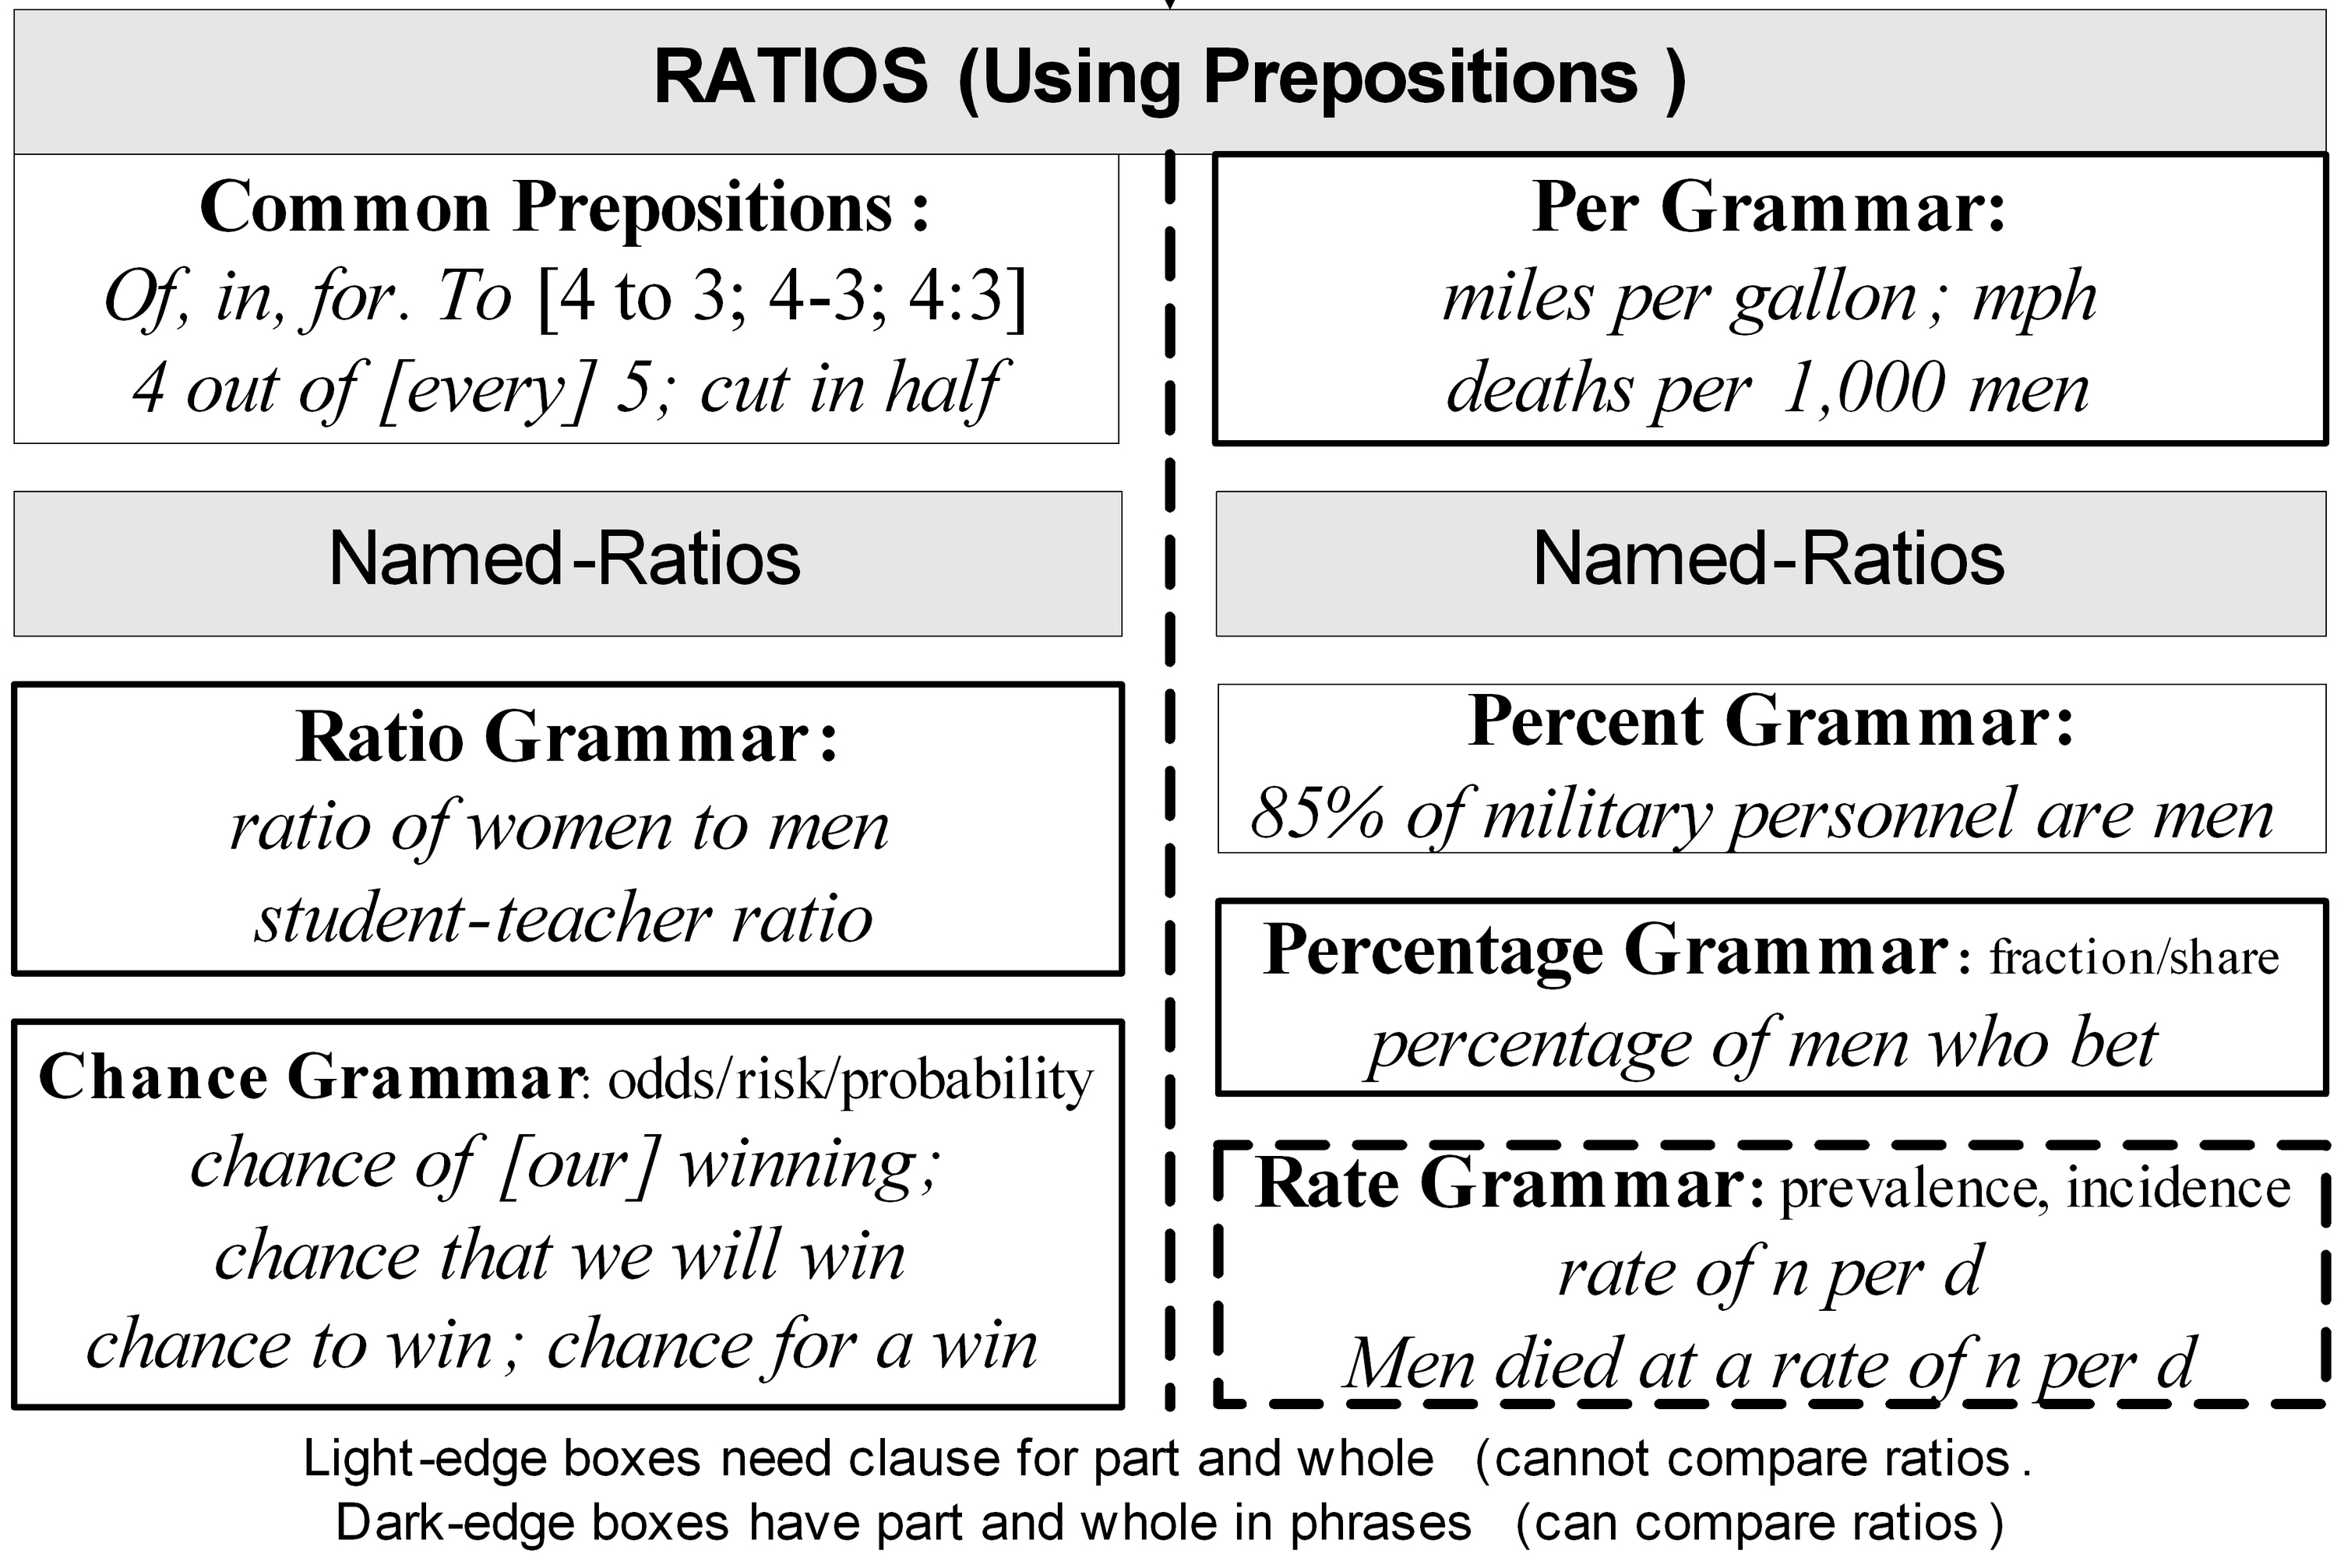 RATIOS (Using Prepositions )
Common Prepositions :
Of, in, for. To [4 to 3; 4-3; 4:3]
4 out of [every] 5; cut in half
Per Grammar:
miles per gallon ; mph
deaths per 1,000 men
Named-Ratios
Ratio Grammar:
ratio of women to men
student-teacher ratio
Chance Grammar: odds/risk/probability
chance of [our] winning;
chance that we will win
chance to win ; chance for a win
Named-Ratios
Percent Grammar:
85% of military personnel are men
Percentage Grammar : fraction/share
percentage of men who bet
Rate Grammar: prevalence, incidence
rate of n per d
Men died at a rate of n per d
Light-edge boxes need clause for part and whole (cannot compare ratios .
Dark-edge boxes have part and whole in phrases (can compare ratios )